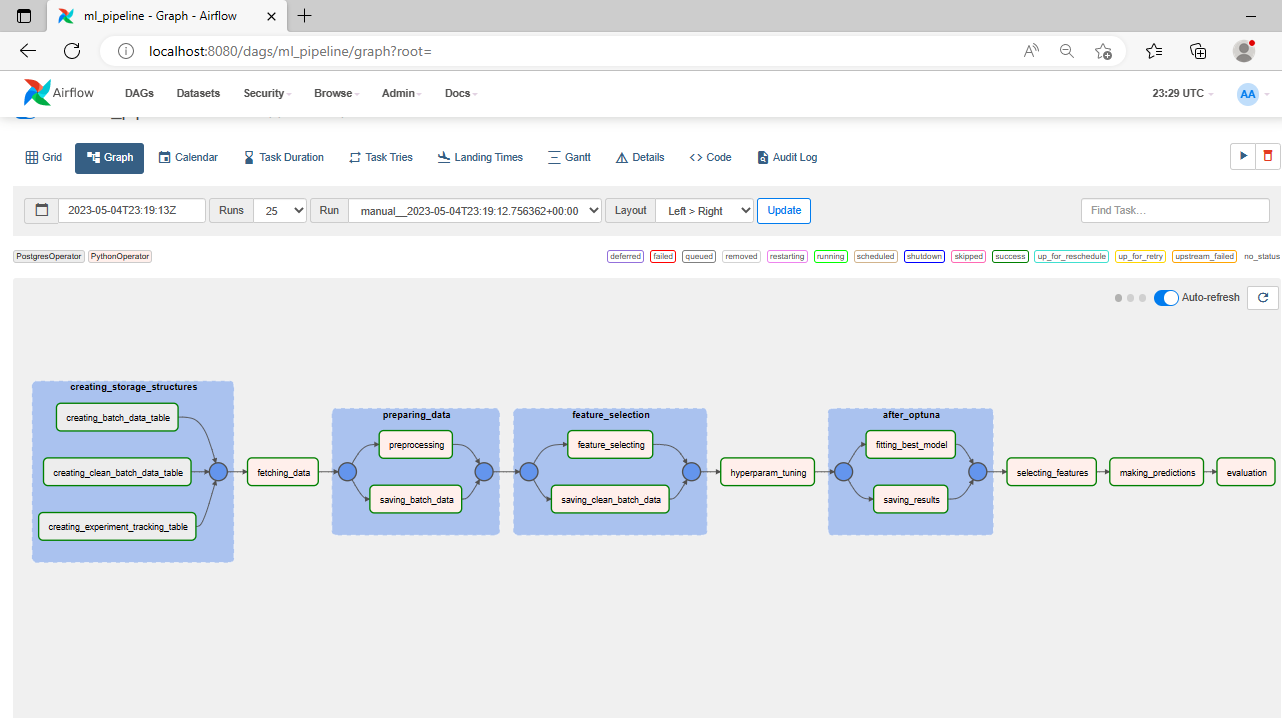 ml_pipeline - Graph - Airflow
localhost:8080/dags/ml_pipeline/graph?root=
Airflow DAGs Datasets Security Browse Admin Docs 23:29 UTC AA
Grid Graph Calendar Task Duration Task Tries Landing Times Gantt Details Code Audit Log
2023-05-04T23:19:13Z Runs 25 Run manual__2023-05-04T23:19:12.756362+00:00 Layout Left > Right Update Find Task...
PostgresOperator PythonOperator deferred failed queued removed restarting running scheduled shutdown skipped success up_for_reschedule up_for_retry upstream_failed no_status
Auto-refresh
creating_storage_structures
creating_batch_data_table
creating_clean_batch_data_table
creating_experiment_tracking_table
fetching_data
preparing_data
preprocessing
saving_batch_data
feature_selection
feature_selecting
saving_clean_batch_data
hyperparam_tuning
after_optuna
fitting_best_model
saving_results
selecting_features
making_predictions
evaluation